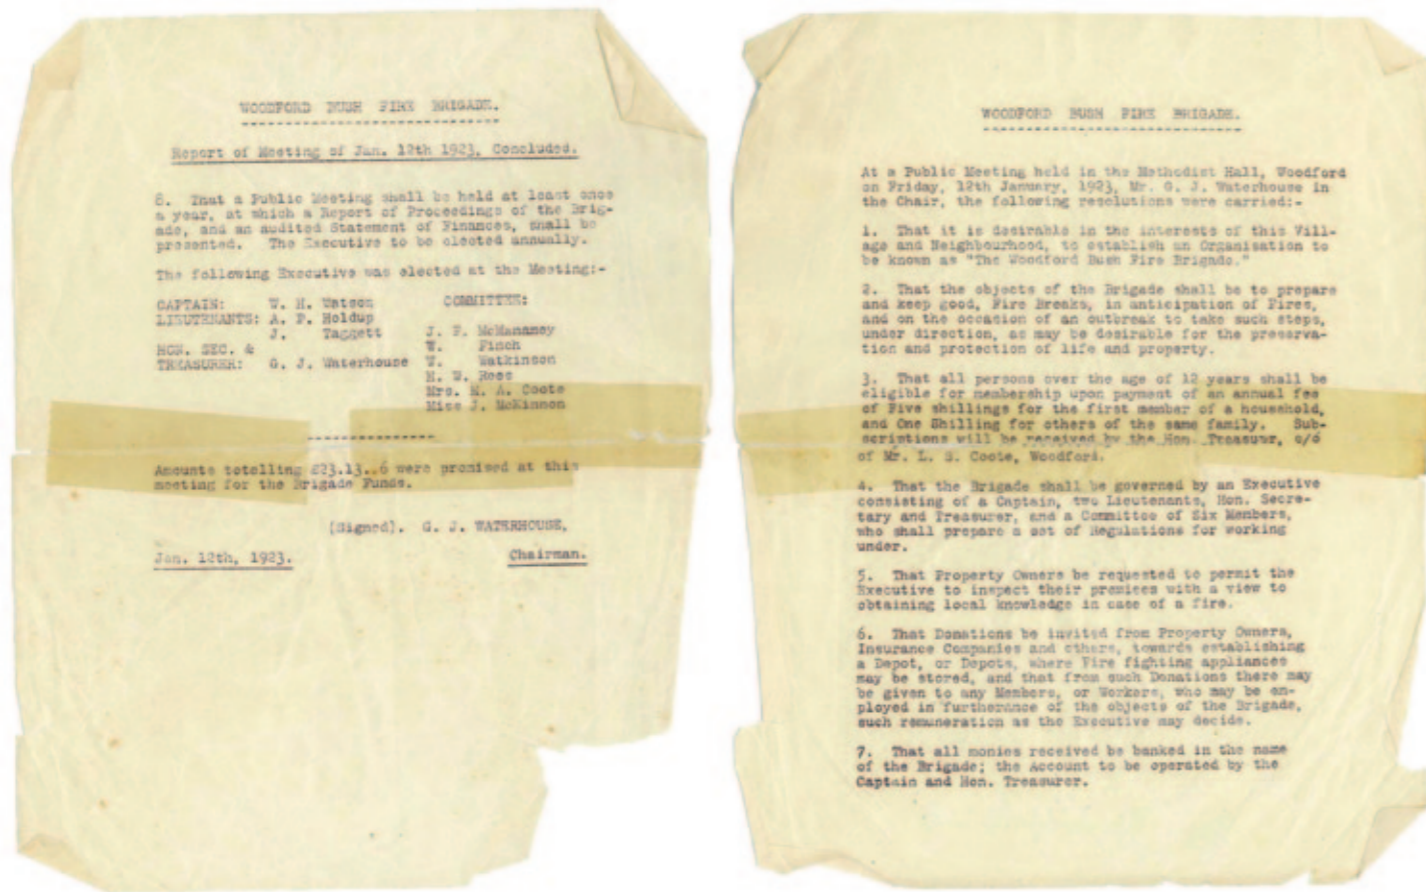 WOODFORD BUSH FIRE BRIGADE.
Report of Meeting of Jan. 12th 1923, Concluded.
8. That a Public Meeting shall be held at least once
a year, at which a Report of Proceedings of the Brig-
ade, and an audited Statement of Finances, shall be
presented. The Executive to be elected annually.
The following Executive was elected at the Meeting:-
CAPTAIN: W. H. Watson COMMITTEE:
LIEUTENANTS: A. P. Holdup
J. Taggett J. F. McManamey
HON. SEC. & W. Finch
TREASURER: G. J. Waterhouse W. Watkinson
H. W. Rees
Mrs. M. A. Coote
Miss J. McKinnon
Amounts totalling £23.13..6 were promised at this
meeting for the Brigade Funds.
(Signed). G. J. WATERHOUSE,
Jan. 12th, 1923. Chairman.
WOODFORD BUSH FIRE BRIGADE.
At a Public Meeting held in the Methodist Hall, Woodford
on Friday, 12th January, 1923, Mr. G. J. Waterhouse in
the Chair, the following resolutions were carried:-
1. That it is desirable in the interests of this Vill-
age and Neighbourhood, to establish an Organisation to
be known as "The Woodford Bush Fire Brigade."
2. That the objects of the Brigade shall be to prepare
and keep good, Fire Breaks, in anticipation of Fires,
and on the occasion of an outbreak to take such steps,
under direction, as may be desirable for the preserva-
tion and protection of life and property.
3. That all persons over the age of 12 years shall be
eligible for membership upon payment of an annual fee
of Five shillings for the first member of a household,
and One Shilling for others of the same family. Sub-
scriptions will be received by the Hon. Treasurer, c/o
of Mr. L. S. Coote, Woodford.
4. That the Brigade shall be governed by an Executive
consisting of a Captain, two Lieutenants, Hon. Secre-
tary and Treasurer, and a Committee of Six Members,
who shall prepare a set of Regulations for working
under.
5. That Property Owners be requested to permit the
Executive to inspect their premises with a view to
obtaining local knowledge in case of a fire.
6. That Donations be invited from Property Owners,
Insurance Companies and others, towards establishing
a Depot, or Depots, where Fire fighting appliances
may be stored, and that from such Donations there may
be given to any Members, or Workers, who may be em-
ployed in furtherance of the objects of the Brigade,
such remuneration as the Executive may decide.
7. That all monies received be banked in the name
of the Brigade; the Account to be operated by the
Captain and Hon. Treasurer.